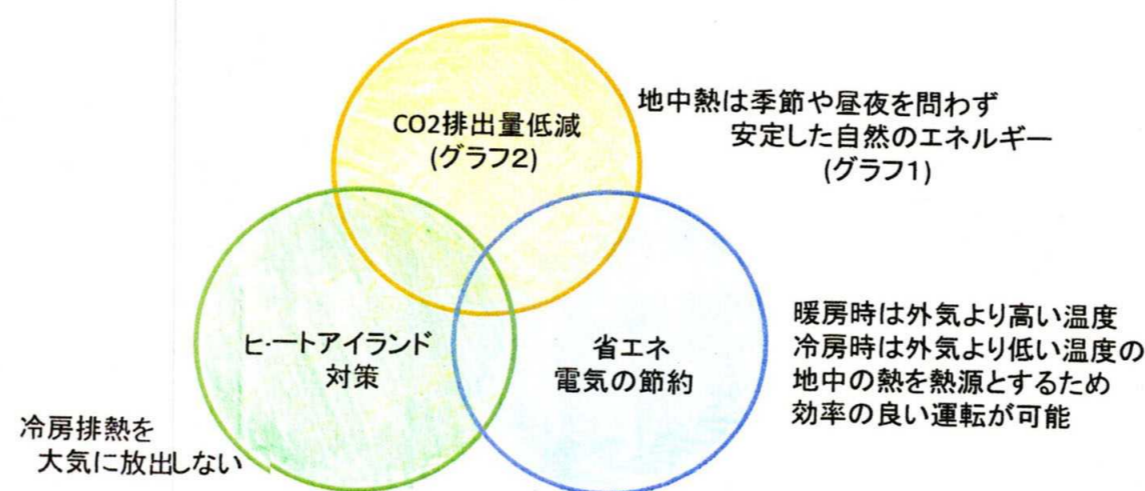 CO2排出量低減
(グラフ2)
地中熱は季節や昼夜を問わず
安定した自然のエネルギー
(グラフ1)
ヒートアイランド
対策
省エネ
電気の節約
暖房時は外気より高い温度
冷房時は外気より低い温度の
地中の熱を熱源とするため
効率の良い運転が可能
冷房排熱を
大気に放出しない